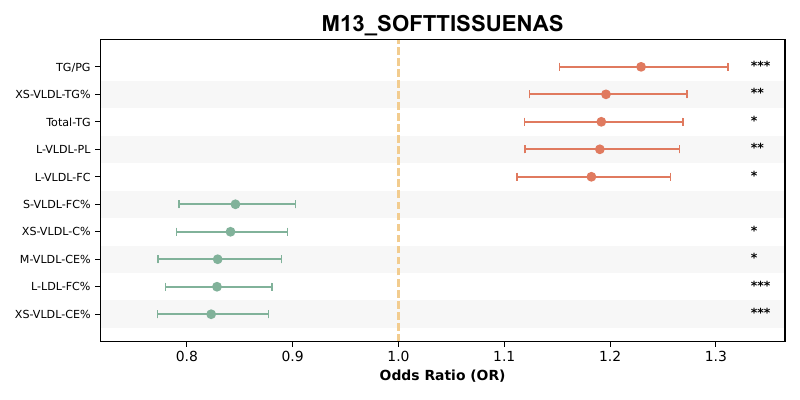 M13_SOFTTISSUENAS
TG/PG ***
XS-VLDL-TG% **
Total-TG *
L-VLDL-PL **
L-VLDL-FC *
S-VLDL-FC%
XS-VLDL-C% *
M-VLDL-CE% *
L-LDL-FC% ***
XS-VLDL-CE% ***
0.8 0.9 1.0 1.1 1.2 1.3
Odds Ratio (OR)